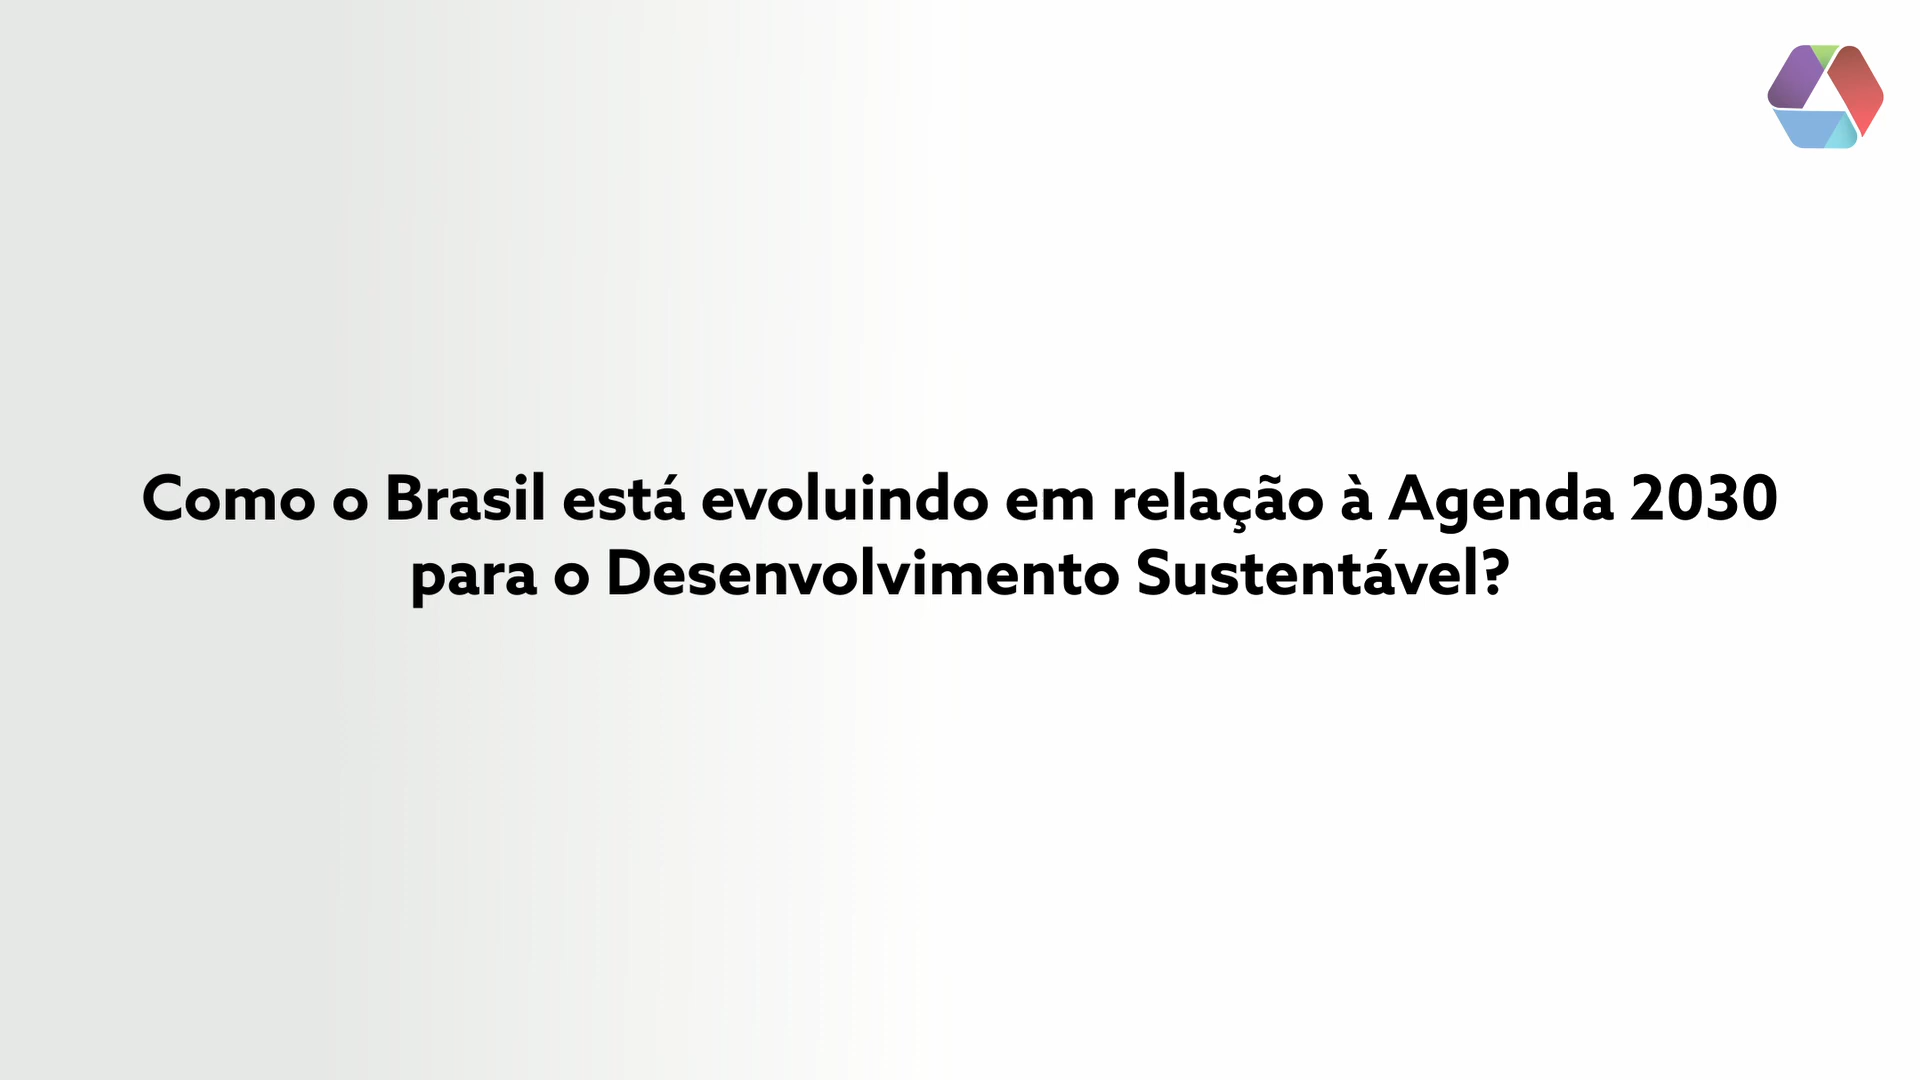 Como o Brasil está evoluindo em relação à Agenda 2030
para o Desenvolvimento Sustentável?